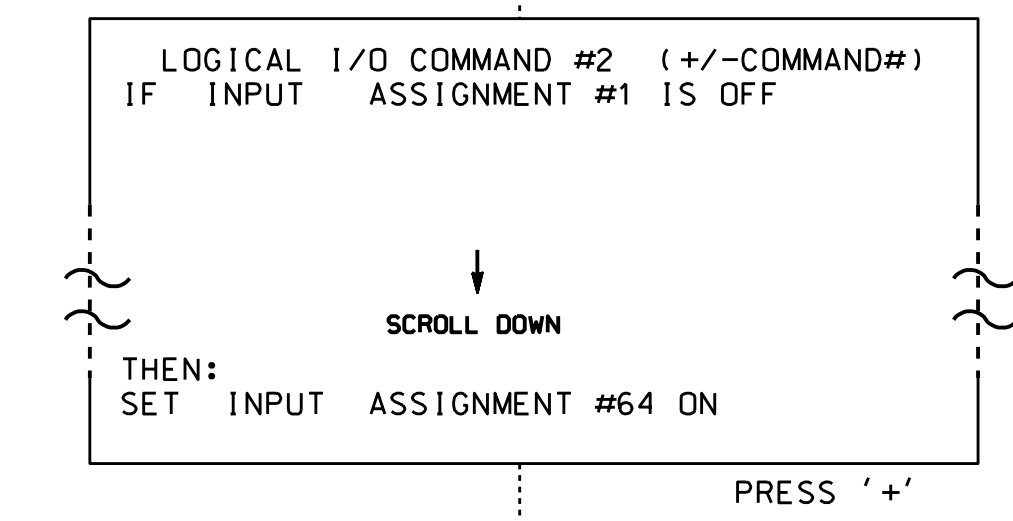 LOGICAL I/O COMMAND #2 (+/-COMMAND#)
IF INPUT ASSIGNMENT #1 IS OFF
SCROLL DOWN
THEN:
SET INPUT ASSIGNMENT #64 ON
PRESS '+'